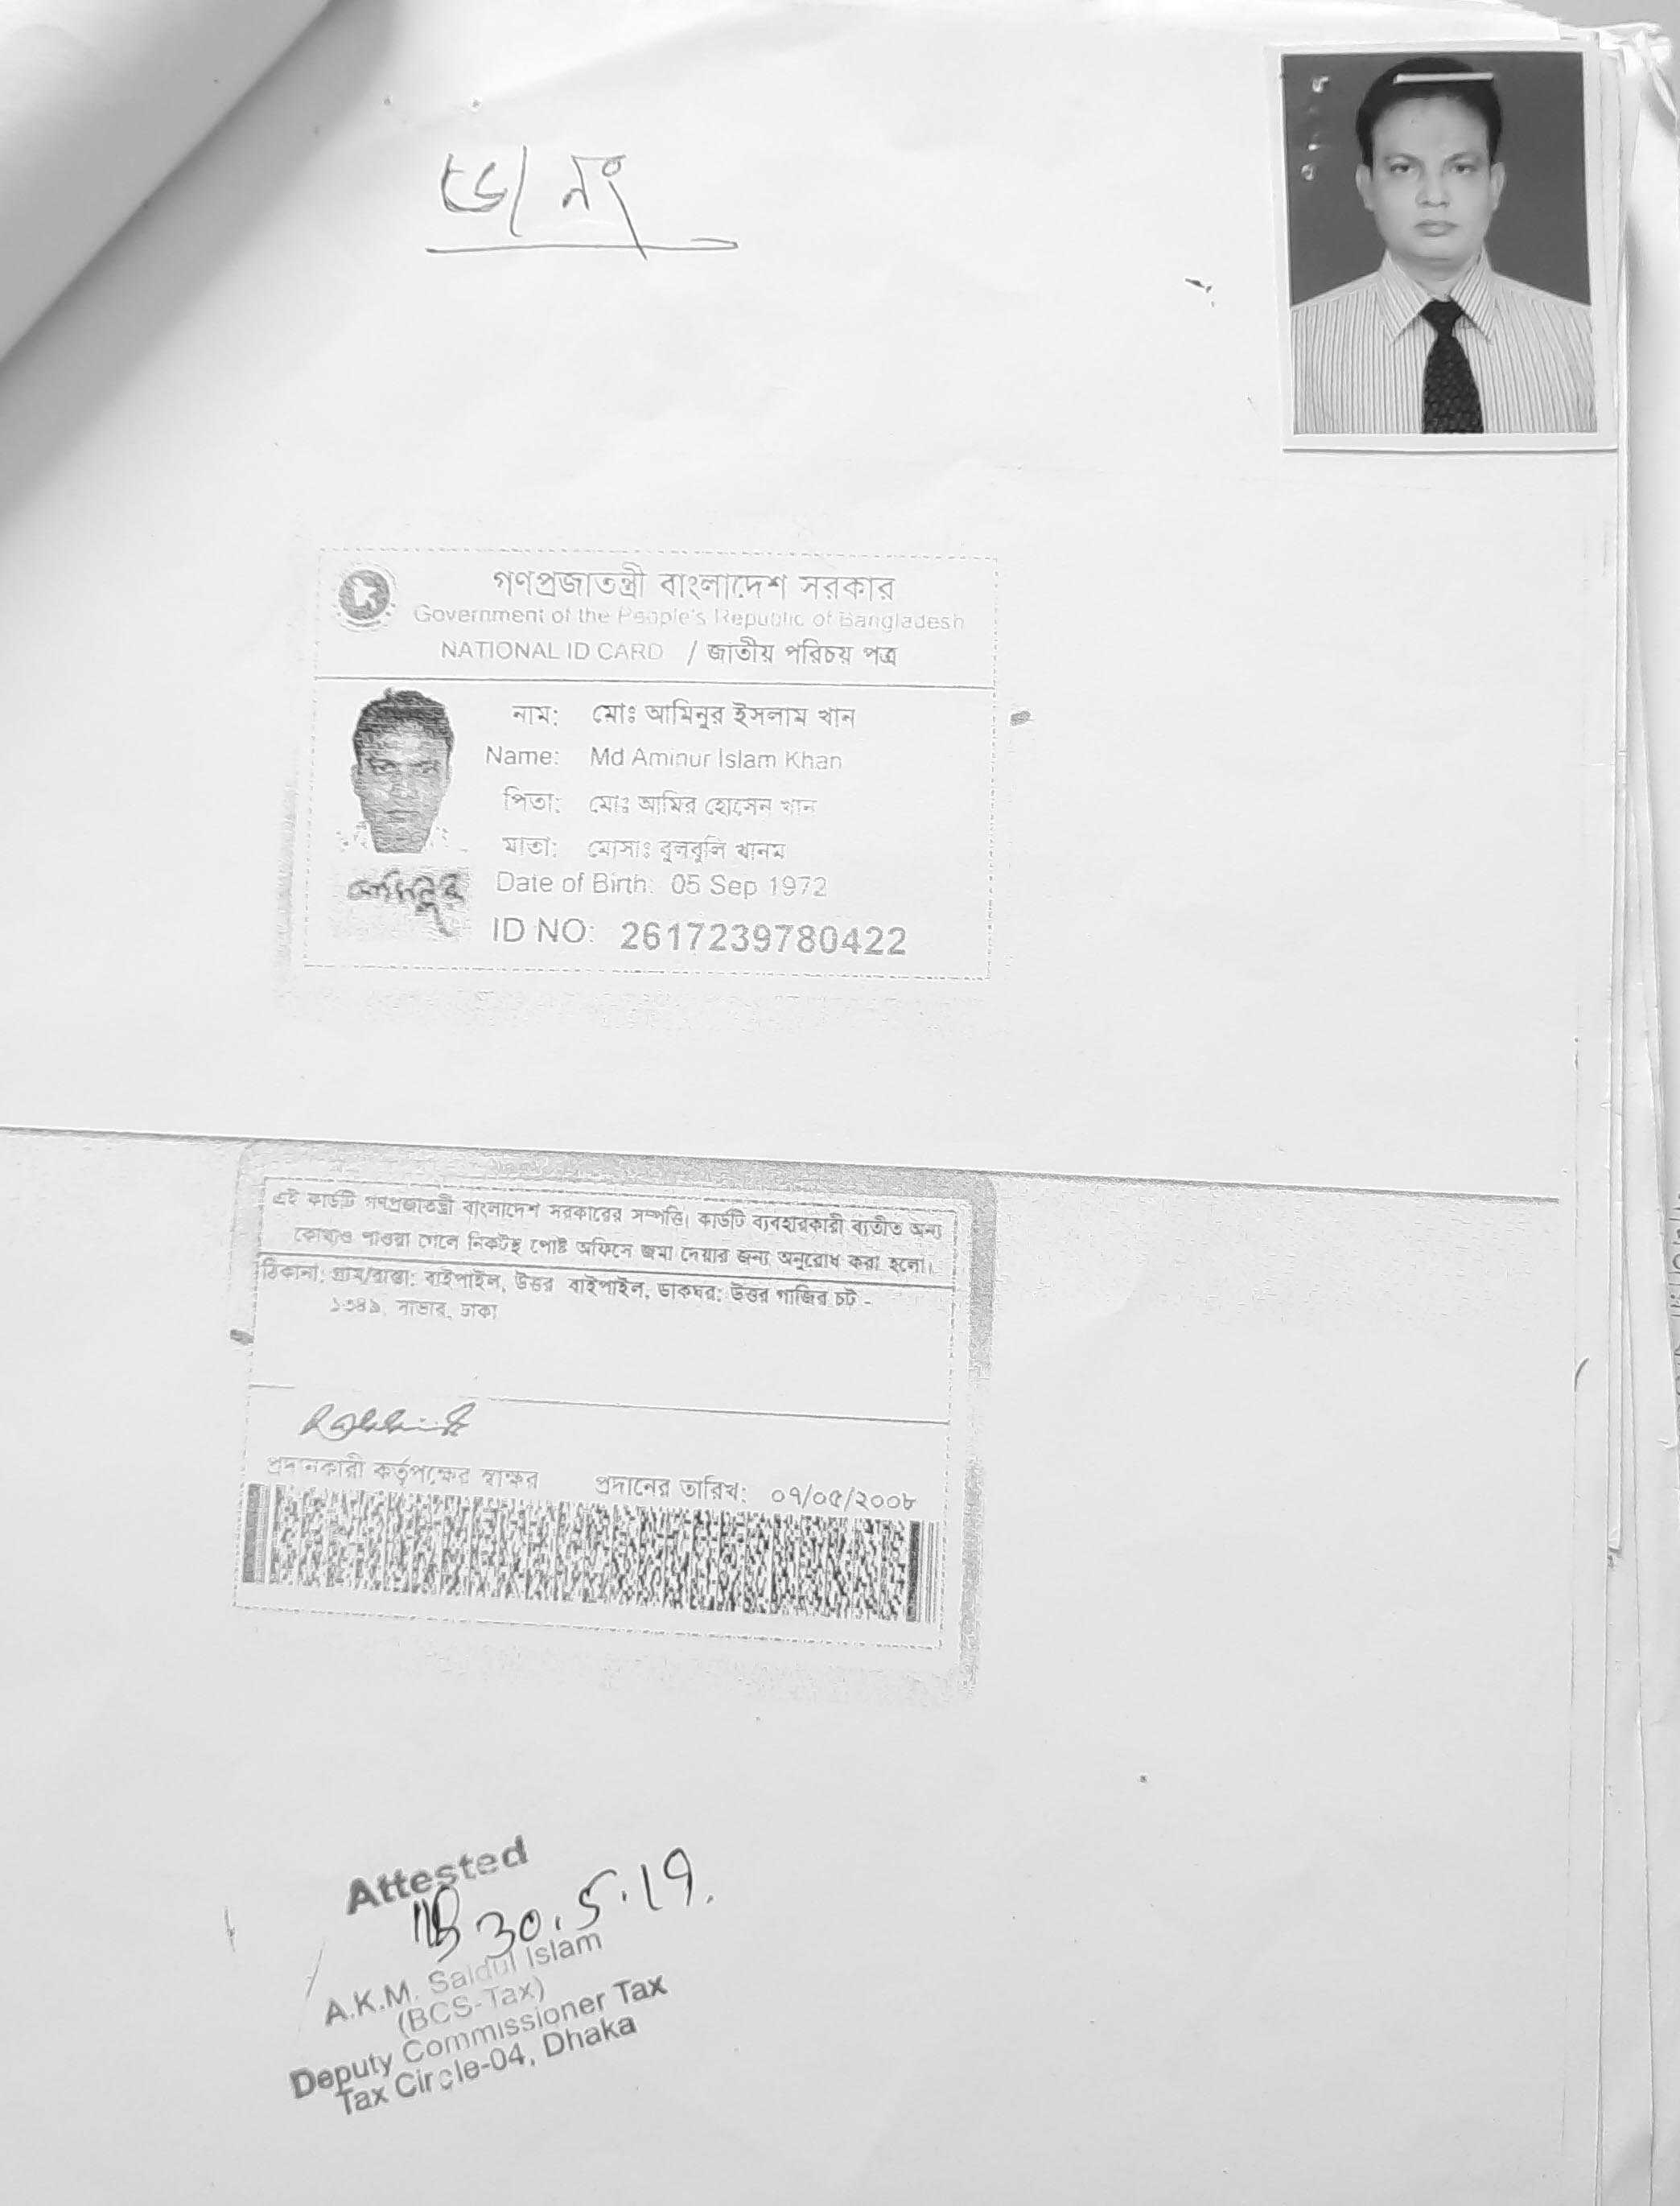 নং
গণপ্রজাতন্ত্রী বাংলাদেশ সরকার
Government of the People's Republic of Bangladesh
NATIONAL ID CARD / জাতীয় পরিচয় পত্র
নাম: মোঃ আমিনুর ইসলাম খান
Name: Md Aminur Islam Khan
পিতা: মোঃ আমির হোসেন খান
মাতা: মোসাঃ বুলবুলি খানম
Date of Birth: 05 Sep 1972
ID NO: 2617239780422
এই কার্ডটি গণপ্রজাতন্ত্রী বাংলাদেশ সরকারের সম্পত্তি। কার্ডটি ব্যবহারকারী ব্যতীত অন্য
কোথাও পাওয়া গেলে নিকটস্থ পোষ্ট অফিসে জমা দেয়ার জন্য অনুরোধ করা হলো।
ঠিকানা: গ্রাম/রাস্তা: বাইপাইল, উত্তর বাইপাইল, ডাকঘর: উত্তর গাজির চট -
১৩৪৯, সাভার, ঢাকা
প্রদানকারী কর্তৃপক্ষের স্বাক্ষর প্রদানের তারিখ: ০৭/০৫/২০০৮
Attested
30.5.19.
A.K.M. Saidul Islam
(BCS-Tax)
Deputy Commissioner Tax
Tax Circle-04, Dhaka